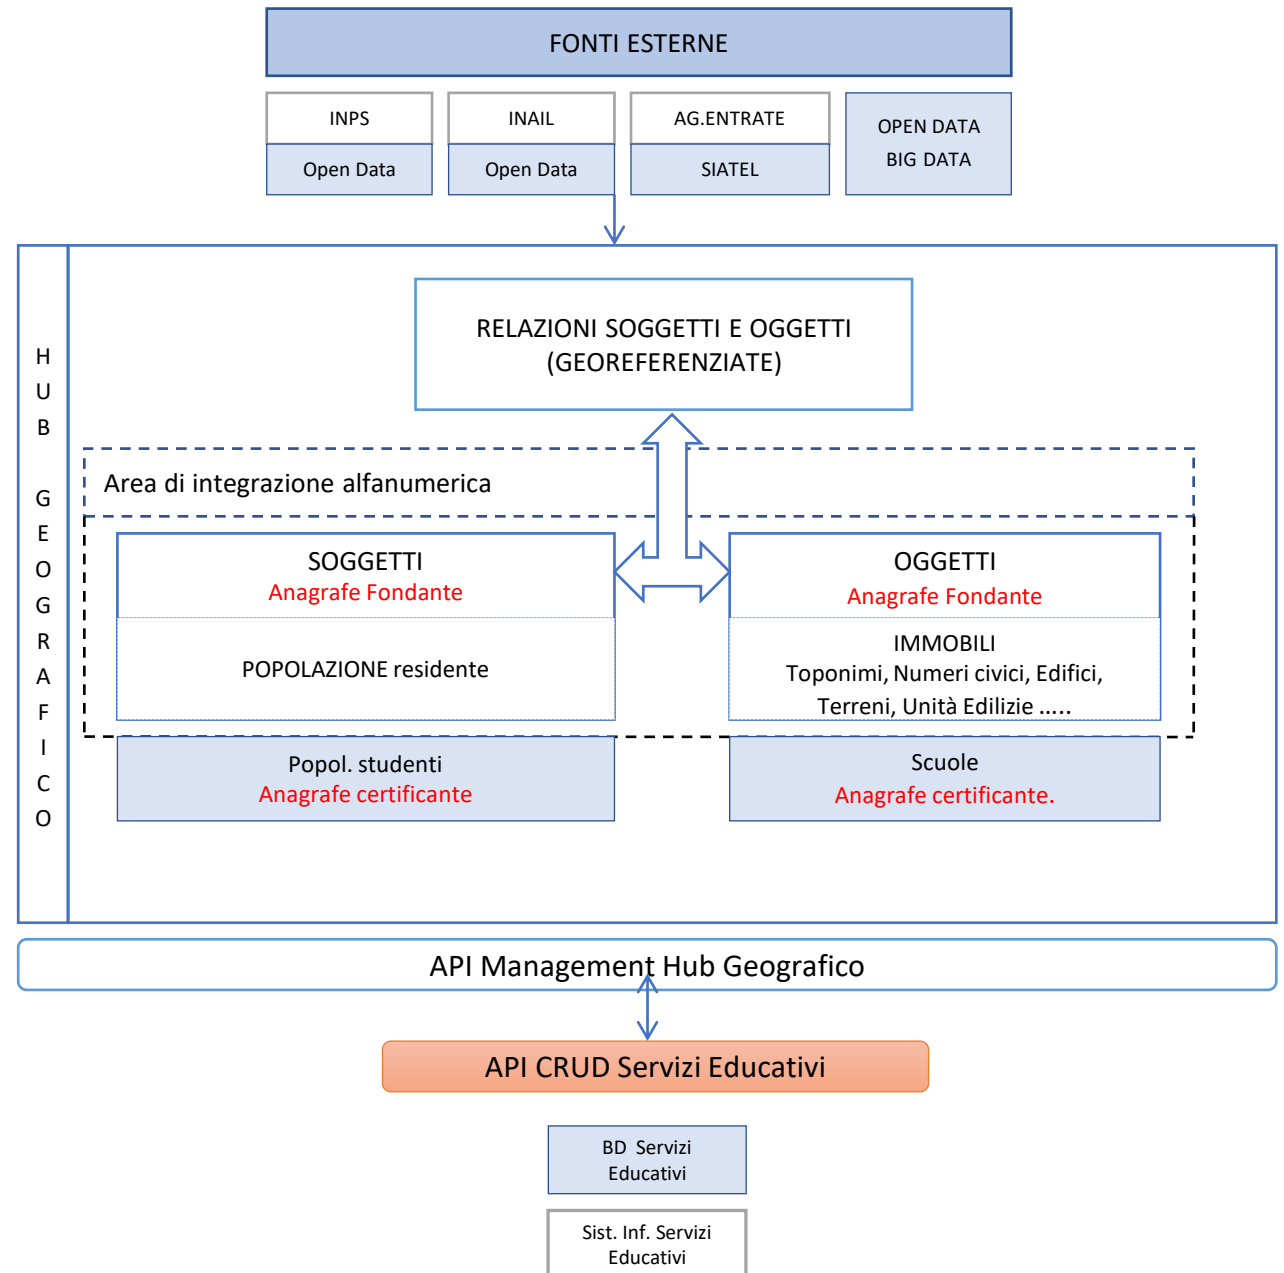 FONTI ESTERNE
INPS
Open Data
INAIL
Open Data
AG.ENTRATE
SIATEL
OPEN DATA
BIG DATA
HUB GEOGRAFICO
RELAZIONI SOGGETTI E OGGETTI
(GEOREFERENZIATE)
Area di integrazione alfanumerica
SOGGETTI
Anagrafe Fondante
POPOLAZIONE residente
Popol. studenti
Anagrafe certificante
OGGETTI
Anagrafe Fondante
IMMOBILI
Toponimi, Numeri civici, Edifici,
Terreni, Unità Edilizie .....
Scuole
Anagrafe certificante.
API Management Hub Geografico
API CRUD Servizi Educativi
BD Servizi
Educativi
Sist. Inf. Servizi
Educativi